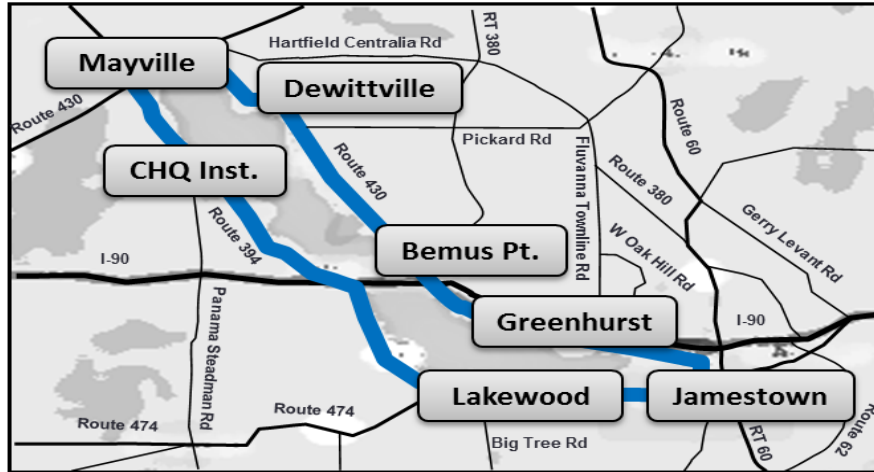 Hartfield Centralia Rd
RT 380
Mayville
Dewittville
Route 430
Route 60
Pickard Rd
CHQ Inst.
Route 430
Fluvanna Townline Rd
Route 380
Gerry Levant Rd
Route 394
Bemus Pt.
W Oak Hill Rd
I-90
Panama Steadman Rd
Greenhurst
I-90
Lakewood
Jamestown
Route 474
Route 474
Big Tree Rd
RT 60
Route 62